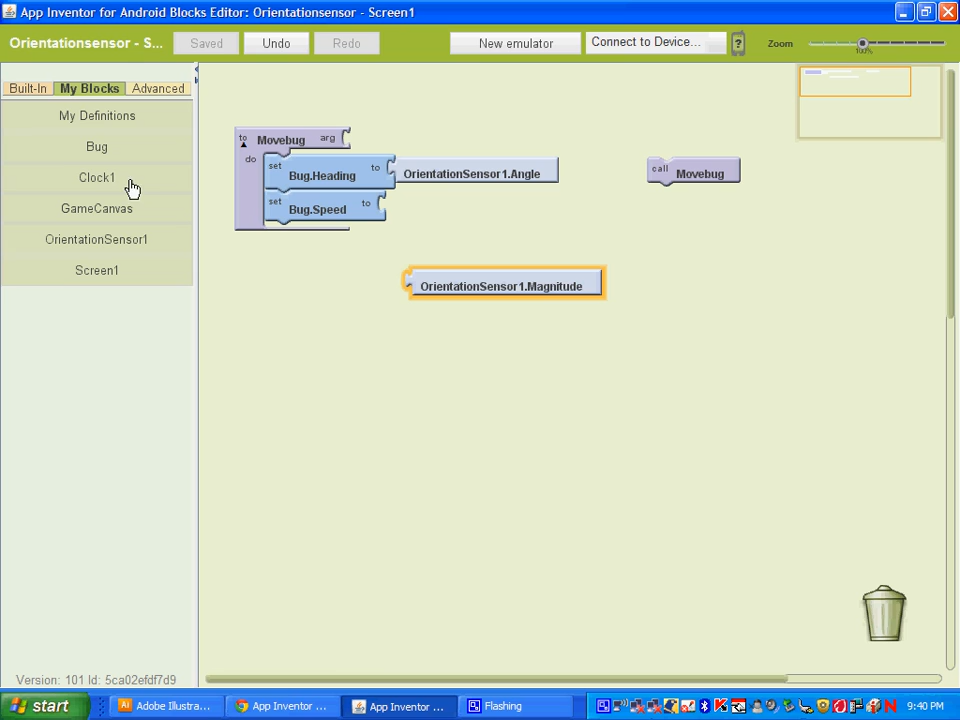 App Inventor for Android Blocks Editor: Orientationsensor - Screen1
Orientationsensor - S...
Saved
Undo
Redo
New emulator
Connect to Device...
?
Zoom
100%
Built-In
My Blocks
Advanced
My Definitions
Bug
Clock1
GameCanvas
OrientationSensor1
Screen1
to Movebug arg
do
set Bug.Heading to
OrientationSensor1.Angle
set Bug.Speed to
call Movebug
OrientationSensor1.Magnitude
Version: 101 Id: 5ca02efdf7d9
start
Adobe Illustra...
App Inventor ...
App Inventor ...
Flashing
9:40 PM